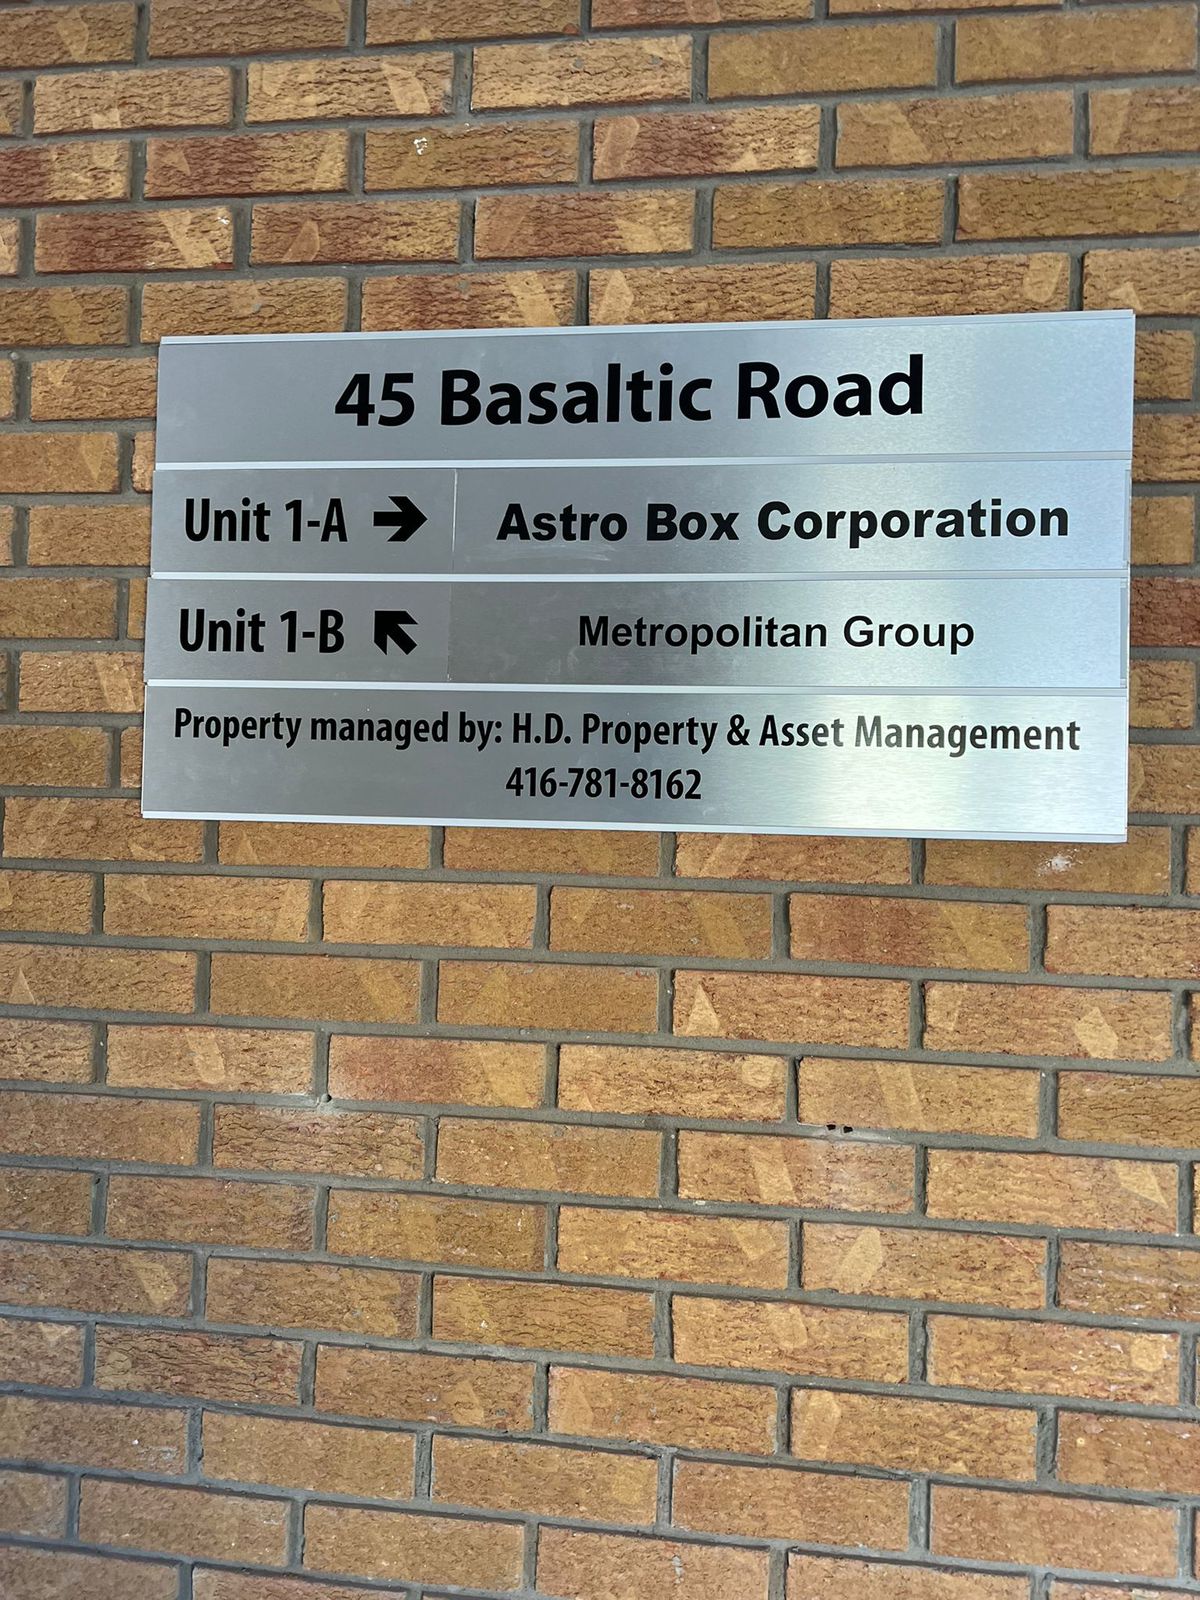 45 Basaltic Road
Unit 1-A → Astro Box Corporation
Unit 1-B ↖ Metropolitan Group
Property managed by: H.D. Property & Asset Management
416-781-8162